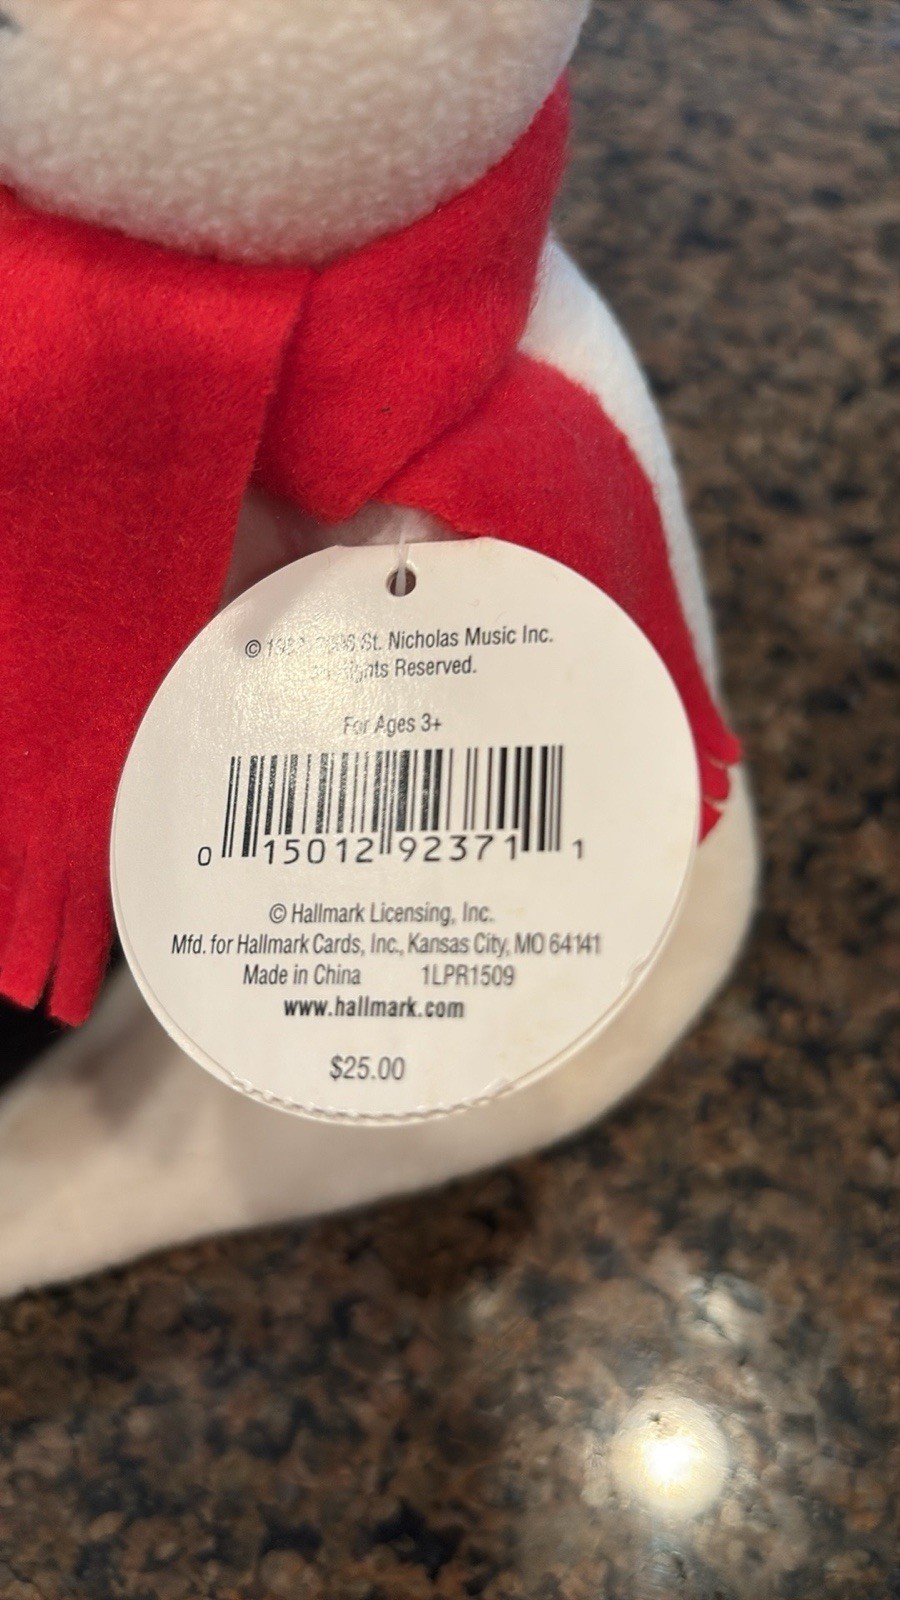 © St. Nicholas Music Inc.
Rights Reserved.
For Ages 3+
0 15012 92371 1
© Hallmark Licensing, Inc.
Mfd. for Hallmark Cards, Inc., Kansas City, MO 64141
Made in China 1LPR1509
www.hallmark.com
$25.00